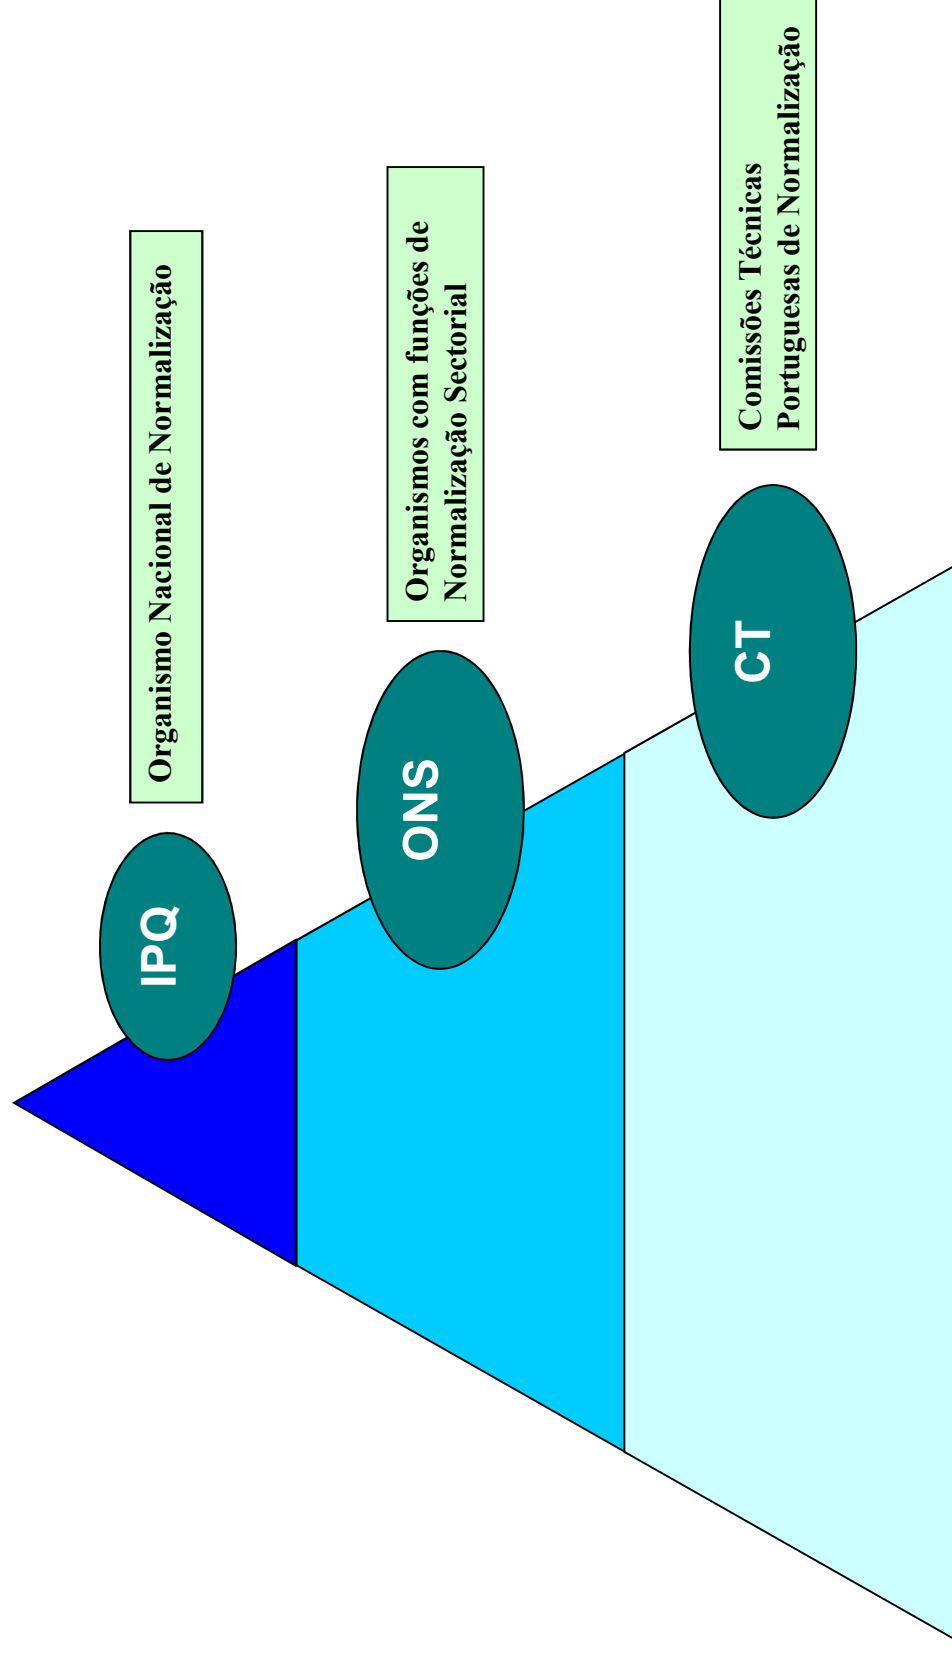 IPQ
Organismo Nacional de Normalização
ONS
Organismos com funções de
Normalização Sectorial
CT
Comissões Técnicas
Portuguesas de Normalização